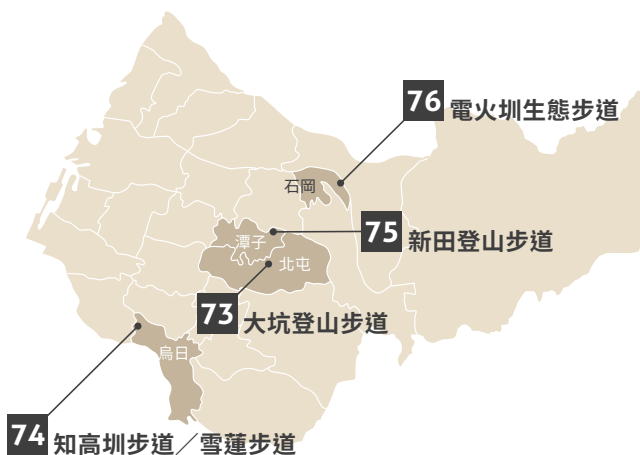 76 電火圳生態步道
石岡
75 新田登山步道
潭子
北屯
73 大坑登山步道
烏日
74 知高圳步道／雪蓮步道